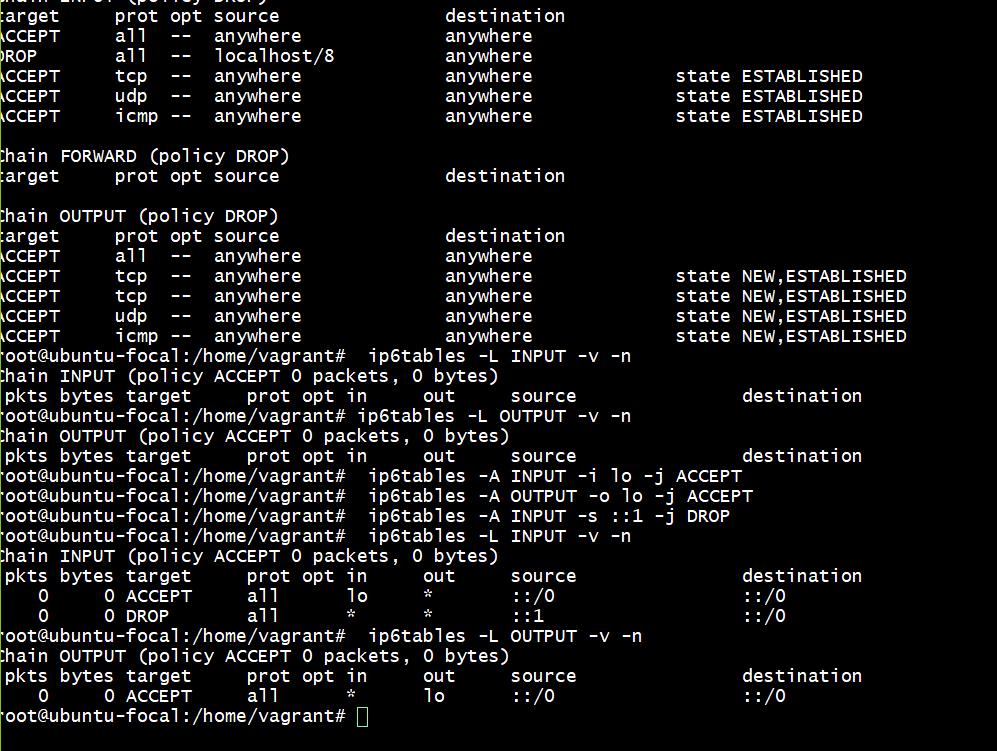 Chain INPUT (policy DROP)
target     prot opt source               destination
ACCEPT     all  --  anywhere             anywhere
DROP       all  --  localhost/8          anywhere
ACCEPT     tcp  --  anywhere             anywhere             state ESTABLISHED
ACCEPT     udp  --  anywhere             anywhere             state ESTABLISHED
ACCEPT     icmp --  anywhere             anywhere             state ESTABLISHED

Chain FORWARD (policy DROP)
target     prot opt source               destination

Chain OUTPUT (policy DROP)
target     prot opt source               destination
ACCEPT     all  --  anywhere             anywhere
ACCEPT     tcp  --  anywhere             anywhere             state NEW,ESTABLISHED
ACCEPT     tcp  --  anywhere             anywhere             state NEW,ESTABLISHED
ACCEPT     udp  --  anywhere             anywhere             state NEW,ESTABLISHED
ACCEPT     icmp --  anywhere             anywhere             state NEW,ESTABLISHED
root@ubuntu-focal:/home/vagrant#  ip6tables -L INPUT -v -n
Chain INPUT (policy ACCEPT 0 packets, 0 bytes)
pkts bytes target     prot opt in     out     source               destination
root@ubuntu-focal:/home/vagrant# ip6tables -L OUTPUT -v -n
Chain OUTPUT (policy ACCEPT 0 packets, 0 bytes)
pkts bytes target     prot opt in     out     source               destination
root@ubuntu-focal:/home/vagrant#  ip6tables -A INPUT -i lo -j ACCEPT
root@ubuntu-focal:/home/vagrant#  ip6tables -A OUTPUT -o lo -j ACCEPT
root@ubuntu-focal:/home/vagrant#  ip6tables -A INPUT -s ::1 -j DROP
root@ubuntu-focal:/home/vagrant#  ip6tables -L INPUT -v -n
Chain INPUT (policy ACCEPT 0 packets, 0 bytes)
pkts bytes target     prot opt in     out     source               destination
   0     0 ACCEPT     all      lo     *       ::/0                 ::/0
   0     0 DROP       all      *      *       ::1                  ::/0
root@ubuntu-focal:/home/vagrant#  ip6tables -L OUTPUT -v -n
Chain OUTPUT (policy ACCEPT 0 packets, 0 bytes)
pkts bytes target     prot opt in     out     source               destination
   0     0 ACCEPT     all      *      lo      ::/0                 ::/0
root@ubuntu-focal:/home/vagrant#